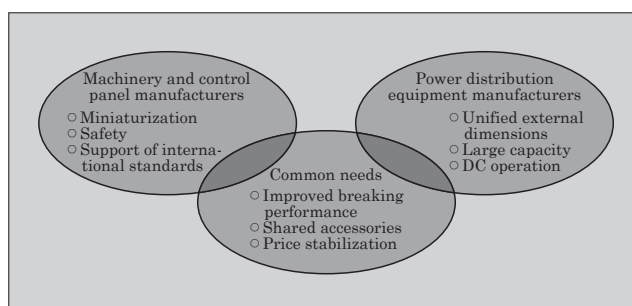 Machinery and control
panel manufacturers
○ Miniaturization
○ Safety
○ Support of interna-
tional standards
Power distribution
equipment manufacturers
○ Unified external
dimensions
○ Large capacity
○ DC operation
Common needs
○ Improved breaking
performance
○ Shared accessories
○ Price stabilization